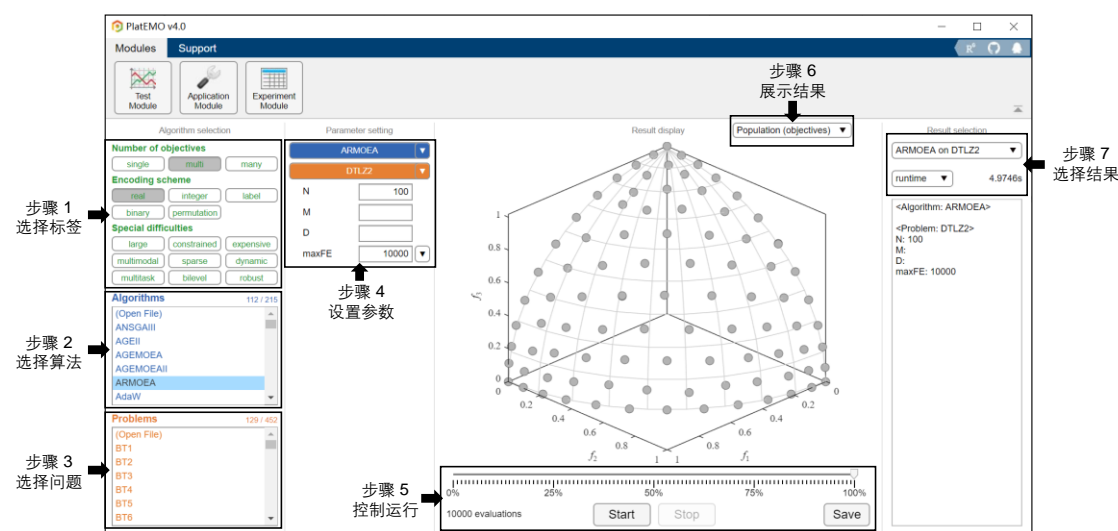 PlatEMO v4.0
Modules
Support
Test
Module
Application
Module
Experiment
Module
步骤 6
展示结果
Algorithm selection
Parameter setting
Result display
Population (objectives)
Result selection
Number of objectives
single
multi
many
Encoding scheme
real
integer
label
binary
permutation
Special difficulties
large
constrained
expensive
multimodal
sparse
dynamic
multitask
bilevel
robust
步骤 1
选择标签
ARMOEA
DTLZ2
N
100
M
D
maxFE
10000
步骤 4
设置参数
ARMOEA on DTLZ2
runtime
4.9746s
步骤 7
选择结果
<Algorithm: ARMOEA>
<Problem: DTLZ2>
N: 100
M:
D:
maxFE: 10000
Algorithms
112 / 215
(Open File)
ANSGAIII
AGEII
AGEMOEA
AGEMOEAII
ARMOEA
AdaW
步骤 2
选择算法
Problems
129 / 452
(Open File)
BT1
BT2
BT3
BT4
BT5
BT6
步骤 3
选择问题
1
0.8
0.6
f3
0.4
0.2
0
0
0.2
0.4
0.6
0.8
1
f2
0
0.2
0.4
0.6
0.8
1
f1
步骤 5
控制运行
0%
25%
50%
75%
100%
10000 evaluations
Start
Stop
Save